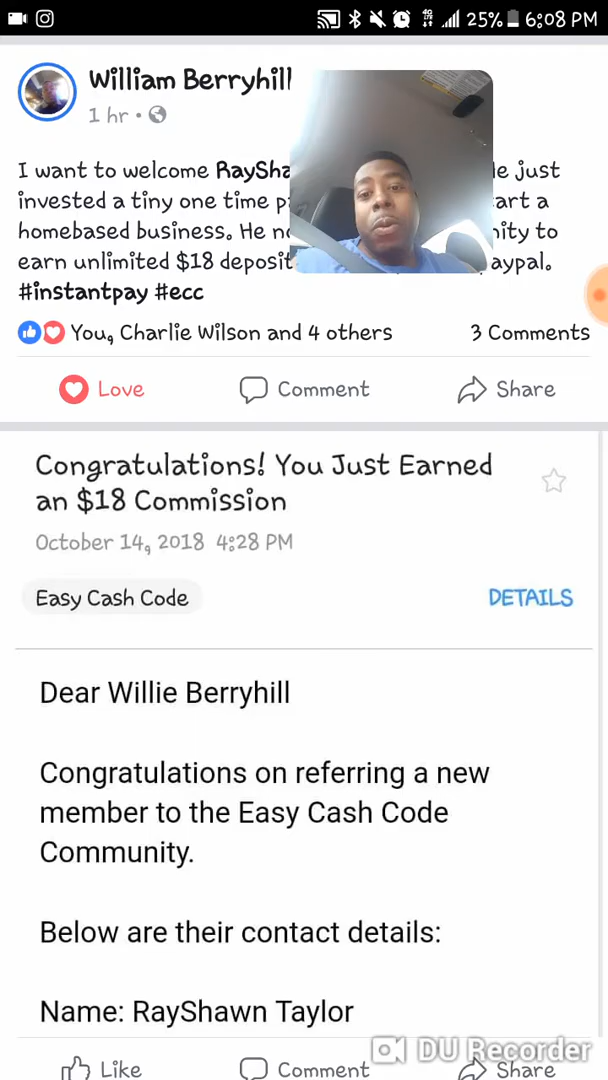 25% 6:08 PM
William Berryhill
1 hr
I want to welcome RaySha
just
invested a tiny one time p
art a
homebased business. He
ity to
earn unlimited $18 deposit
aypal.
#instantpay #ecc
You, Charlie Wilson and 4 others 3 Comments
Love Comment Share
Congratulations! You Just Earned
an $18 Commission
October 14, 2018 4:28 PM
Easy Cash Code DETAILS
Dear Willie Berryhill
Congratulations on referring a new
member to the Easy Cash Code
Community.
Below are their contact details:
Name: RayShawn Taylor
DU Recorder
Like Comment Share